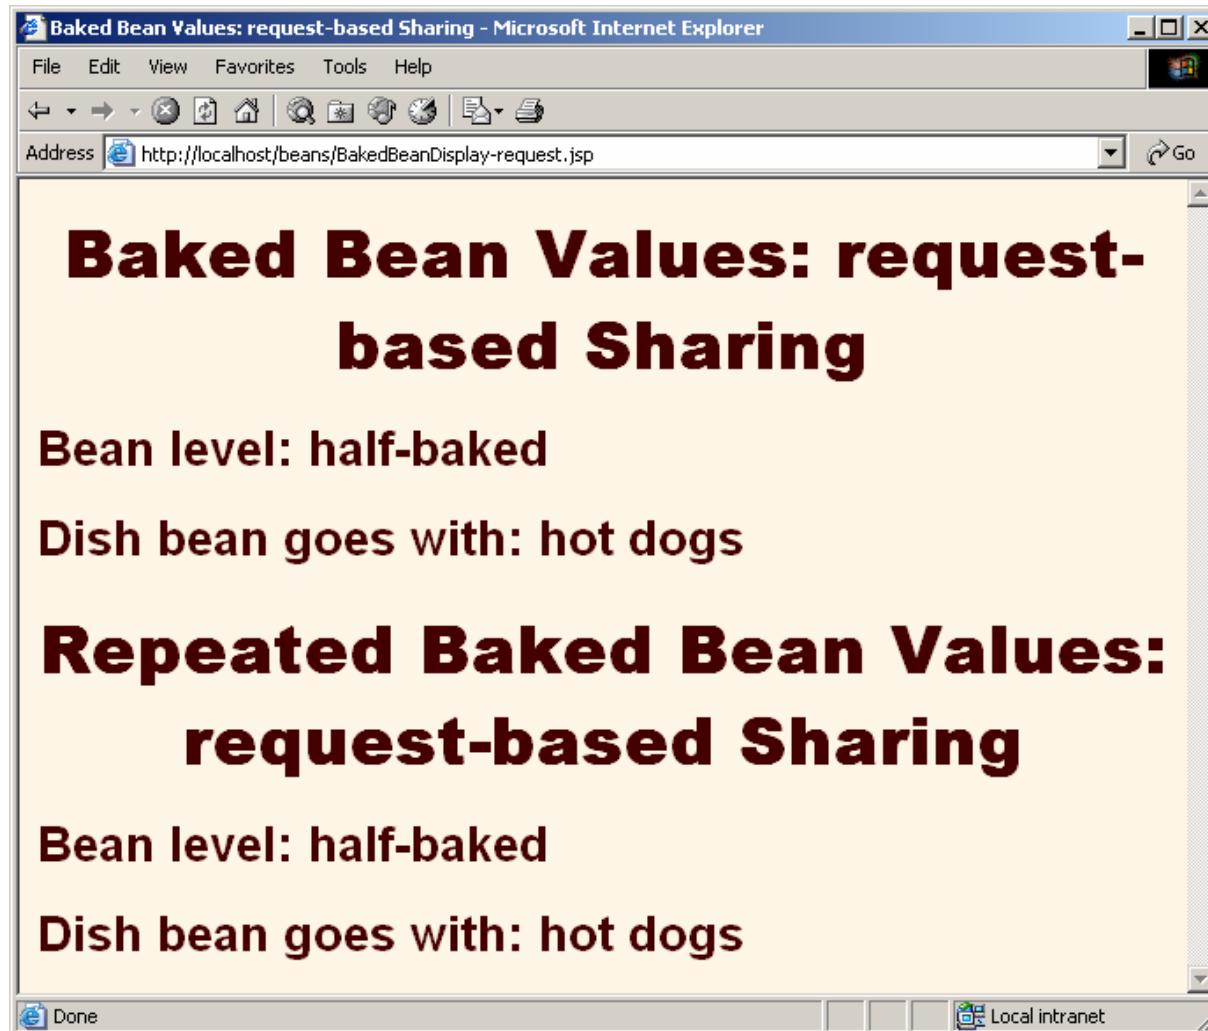 Baked Bean Values: request-based Sharing - Microsoft Internet Explorer
File Edit View Favorites Tools Help
Address http://localhost/beans/BakedBeanDisplay-request.jsp Go
Baked Bean Values: request-
based Sharing
Bean level: half-baked
Dish bean goes with: hot dogs
Repeated Baked Bean Values:
request-based Sharing
Bean level: half-baked
Dish bean goes with: hot dogs
Done Local intranet